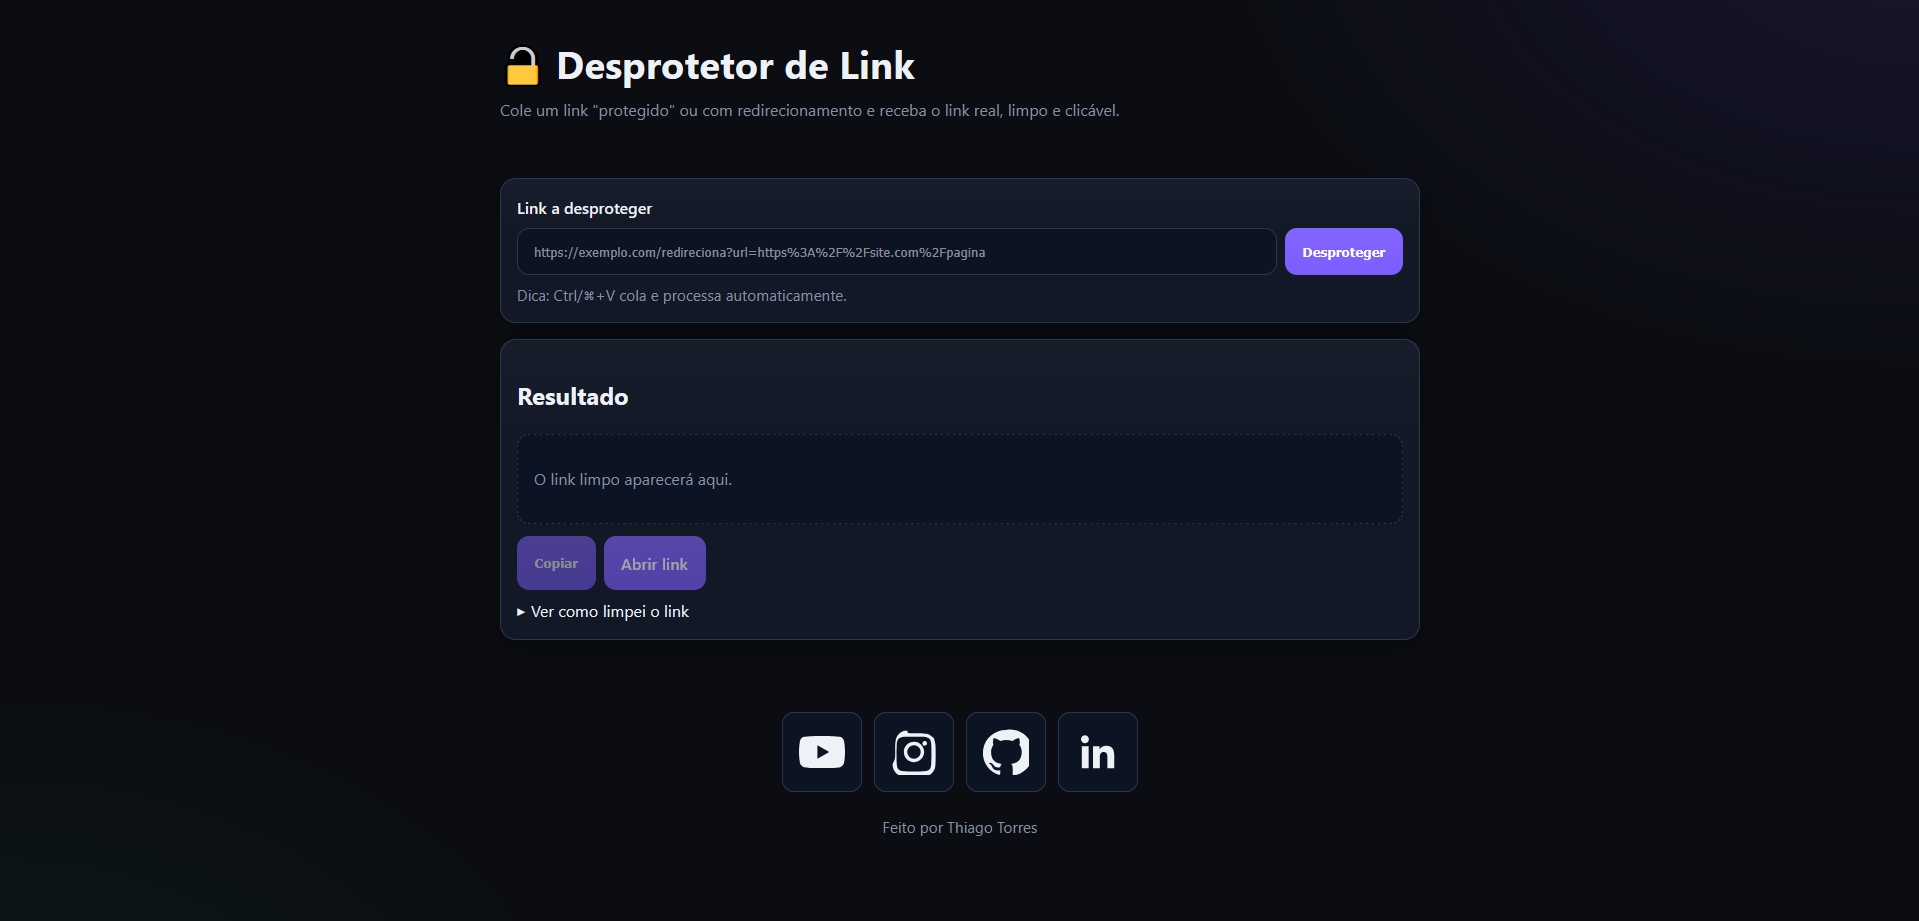 Desprotetor de Link
Cole um link "protegido" ou com redirecionamento e receba o link real, limpo e clicável.
Link a desproteger
https://exemplo.com/redireciona?url=https%3A%2F%2Fsite.com%2Fpagina
Desproteger
Dica: Ctrl/⌘+V cola e processa automaticamente.
Resultado
O link limpo aparecerá aqui.
Copiar
Abrir link
▸ Ver como limpei o link
in
Feito por Thiago Torres